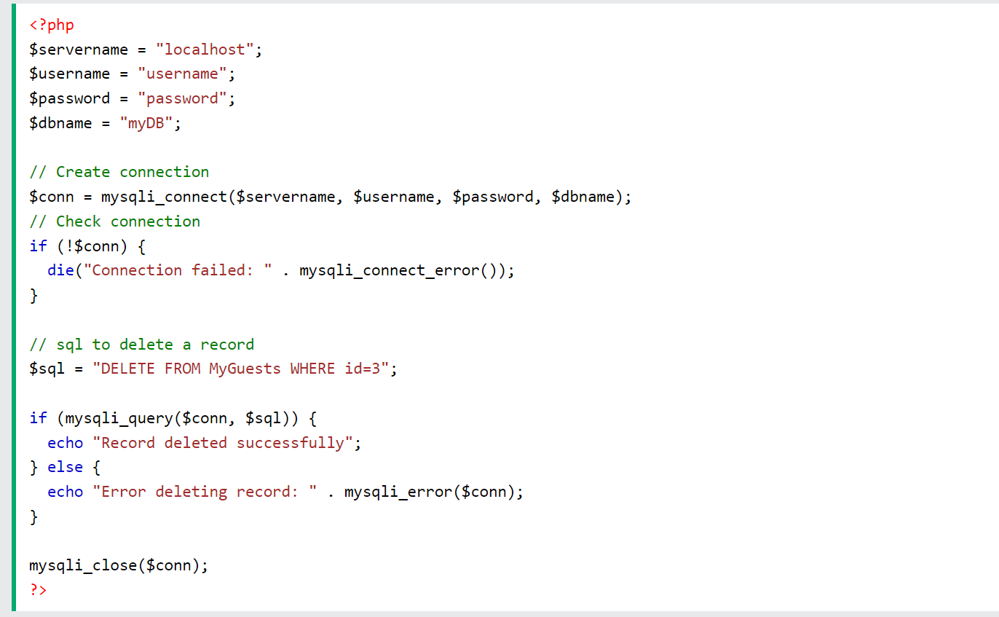 <?php
$servername = "localhost";
$username = "username";
$password = "password";
$dbname = "myDB";

// Create connection
$conn = mysqli_connect($servername, $username, $password, $dbname);
// Check connection
if (!$conn) {
  die("Connection failed: " . mysqli_connect_error());
}

// sql to delete a record
$sql = "DELETE FROM MyGuests WHERE id=3";

if (mysqli_query($conn, $sql)) {
  echo "Record deleted successfully";
} else {
  echo "Error deleting record: " . mysqli_error($conn);
}

mysqli_close($conn);
?>